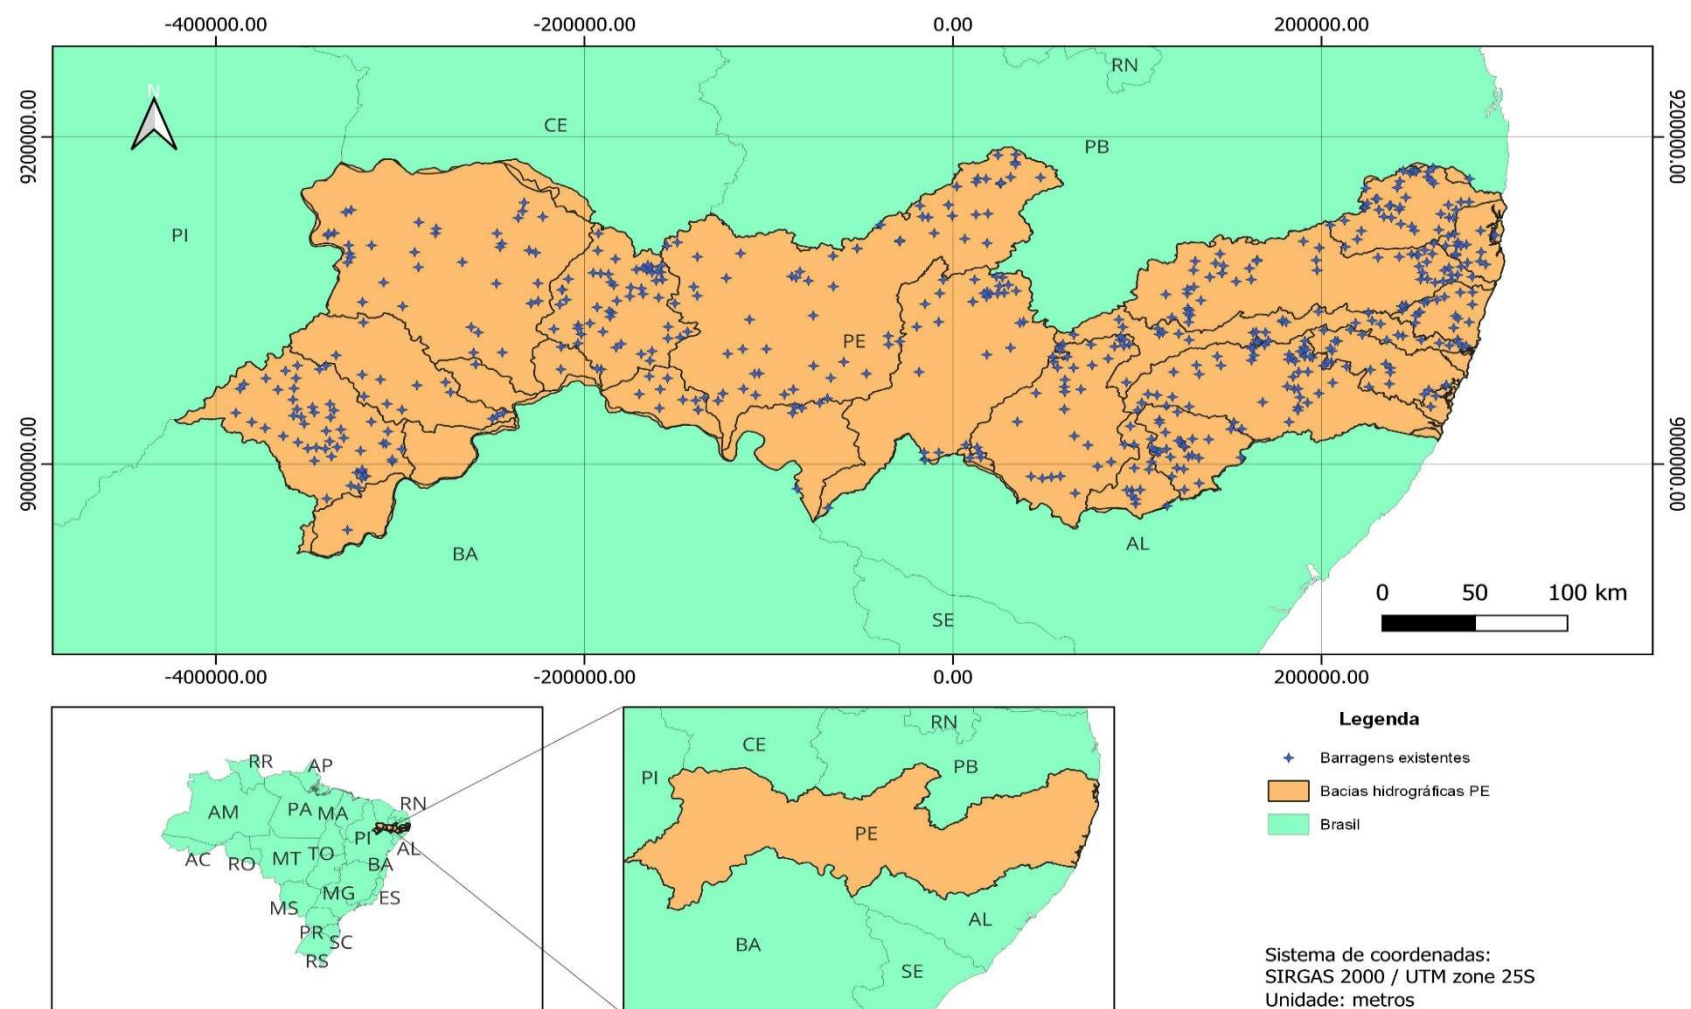 -400000.00 -200000.00 0.00 200000.00
N
RN
CE
PB
9200000.00 9200000.00
PI
PE
9000000.00 9000000.00
BA
AL
SE
0 50 100 km
-400000.00 -200000.00 0.00 200000.00
RR AP
RN
AM PA MA
PI
AL
AC RO MT TO BA
MG ES
MS
PR SC
RS
RN
CE
PI PB
PE
AL
BA
SE
Legenda
Barragens existentes
Bacias hidrográficas PE
Brasil
Sistema de coordenadas:
SIRGAS 2000 / UTM zone 25S
Unidade: metros